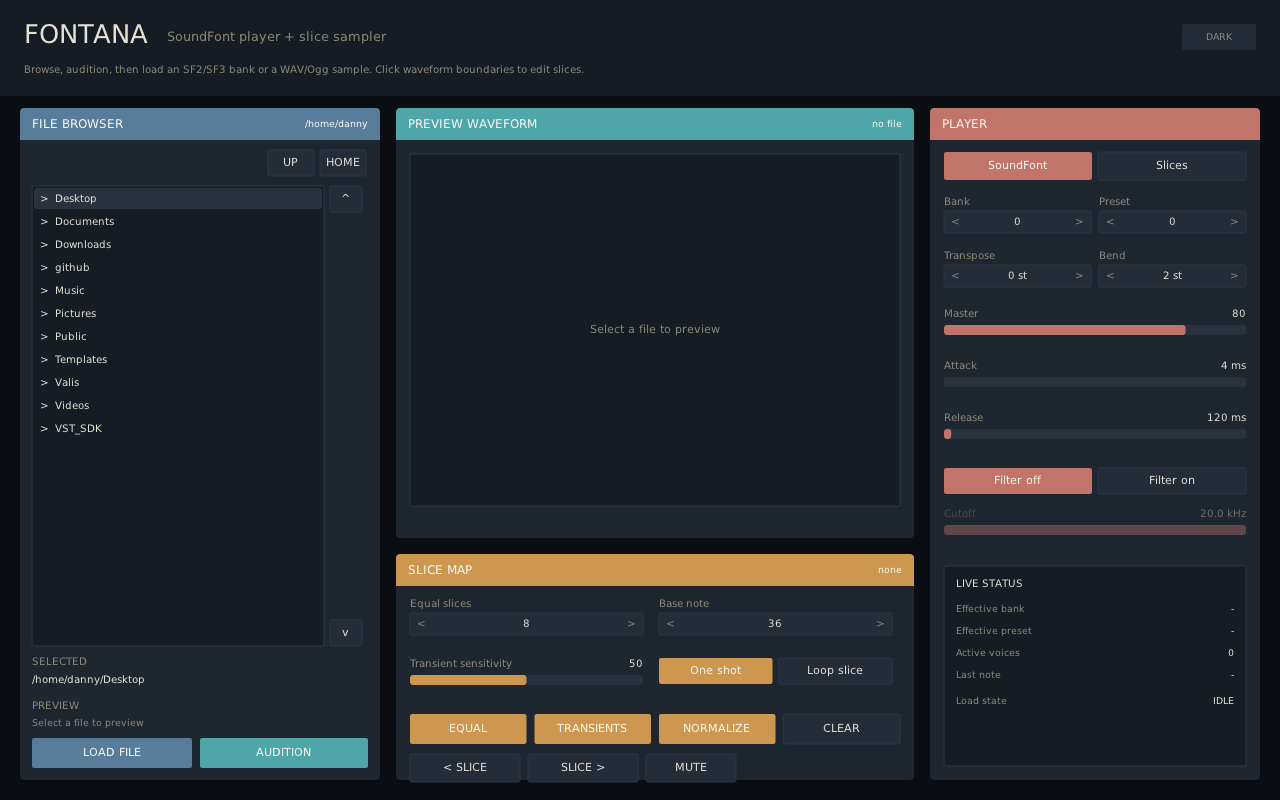 FONTANA SoundFont player + slice sampler DARK
Browse, audition, then load an SF2/SF3 bank or a WAV/Ogg sample. Click waveform boundaries to edit slices.
FILE BROWSER /home/danny
UP HOME
> Desktop ^
> Documents
> Downloads
> github
> Music
> Pictures
> Public
> Templates
> Valis
> Videos
> VST_SDK
v
SELECTED
/home/danny/Desktop
PREVIEW
Select a file to preview
LOAD FILE AUDITION
PREVIEW WAVEFORM no file
Select a file to preview
SLICE MAP none
Equal slices Base note
< 8 > < 36 >
Transient sensitivity 50 One shot Loop slice
EQUAL TRANSIENTS NORMALIZE CLEAR
< SLICE SLICE > MUTE
PLAYER
SoundFont Slices
Bank Preset
< 0 > < 0 >
Transpose Bend
< 0 st > < 2 st >
Master 80
Attack 4 ms
Release 120 ms
Filter off Filter on
Cutoff 20.0 kHz
LIVE STATUS
Effective bank -
Effective preset -
Active voices 0
Last note -
Load state IDLE